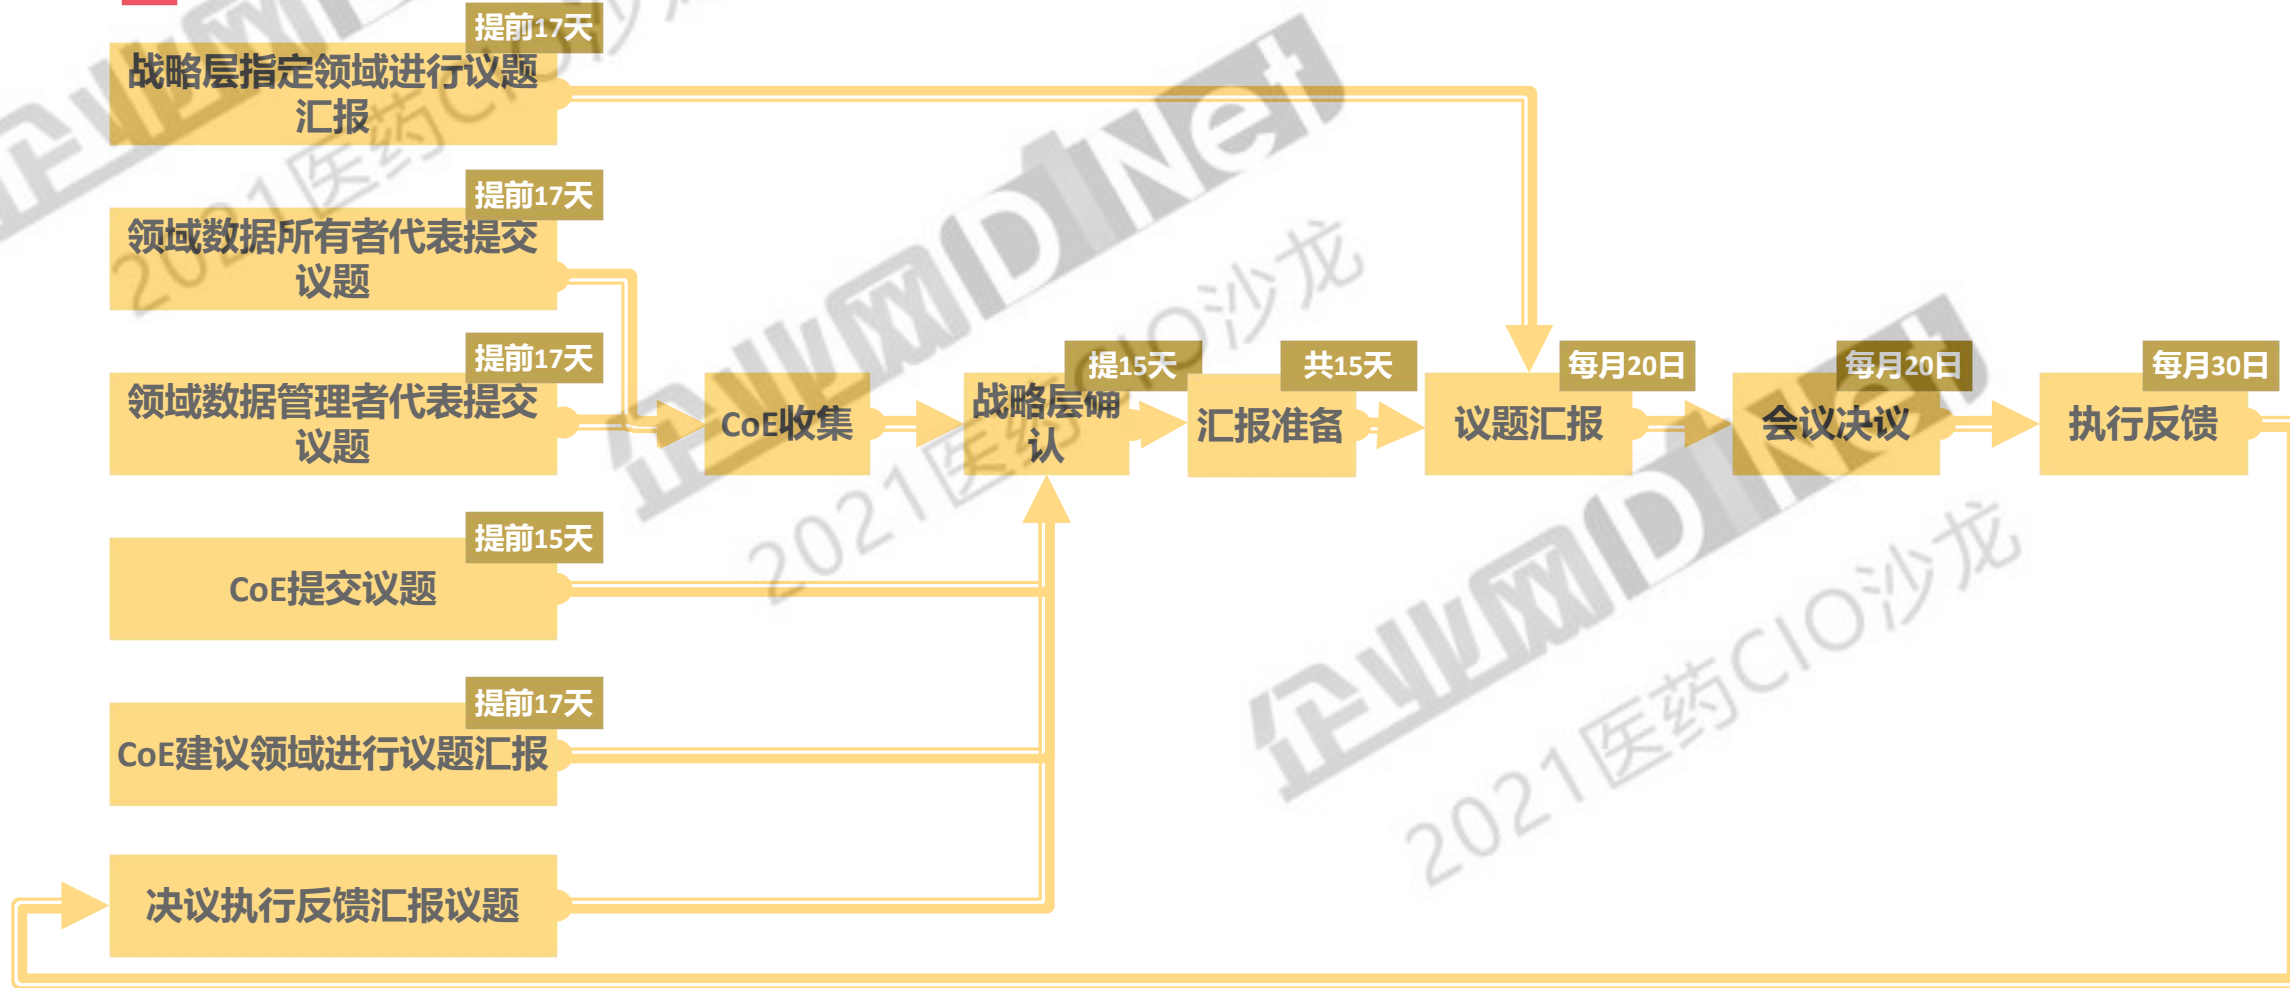 提前17天
战略层指定领域进行议题
汇报
提前17天
领域数据所有者代表提交
议题
提前17天
领域数据管理者代表提交
议题
CoE收集
提15天
战略层确
认
共15天
汇报准备
每月20日
议题汇报
每月20日
会议决议
每月30日
执行反馈
提前15天
CoE提交议题
提前17天
CoE建议领域进行议题汇报
决议执行反馈汇报议题
企业网D1Net
2021医药CIO沙龙
企业网D1Net
2021医药CIO沙龙
企业网D1Net
2021医药CIO沙龙